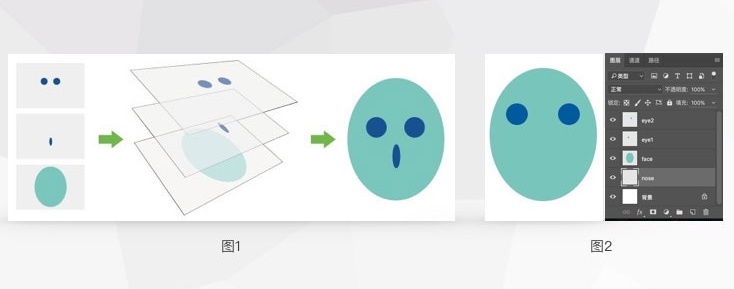 图层 通道 路径
类型
正常 不透明度: 100%
锁定: 填充: 100%
eye2
eye1
face
nose
背景
fx
图1 图2